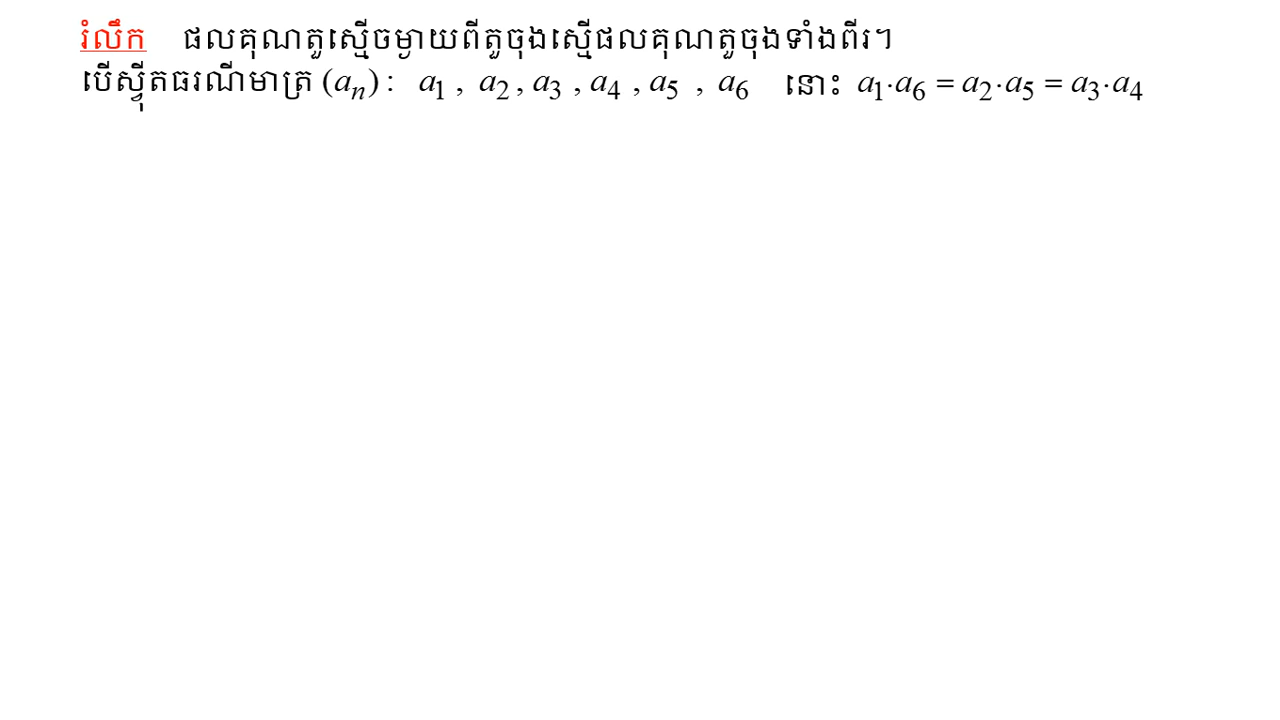 រំលឹក ផលគុណតួស្មើចម្ងាយពីតួចុងស្មើផលគុណតួចុងទាំងពីរ។
បើស្វ៊ីតធរណីមាត្រ (aₙ) : a₁ , a₂ , a₃ , a₄ , a₅ , a₆ នោះ a₁·a₆ = a₂·a₅ = a₃·a₄